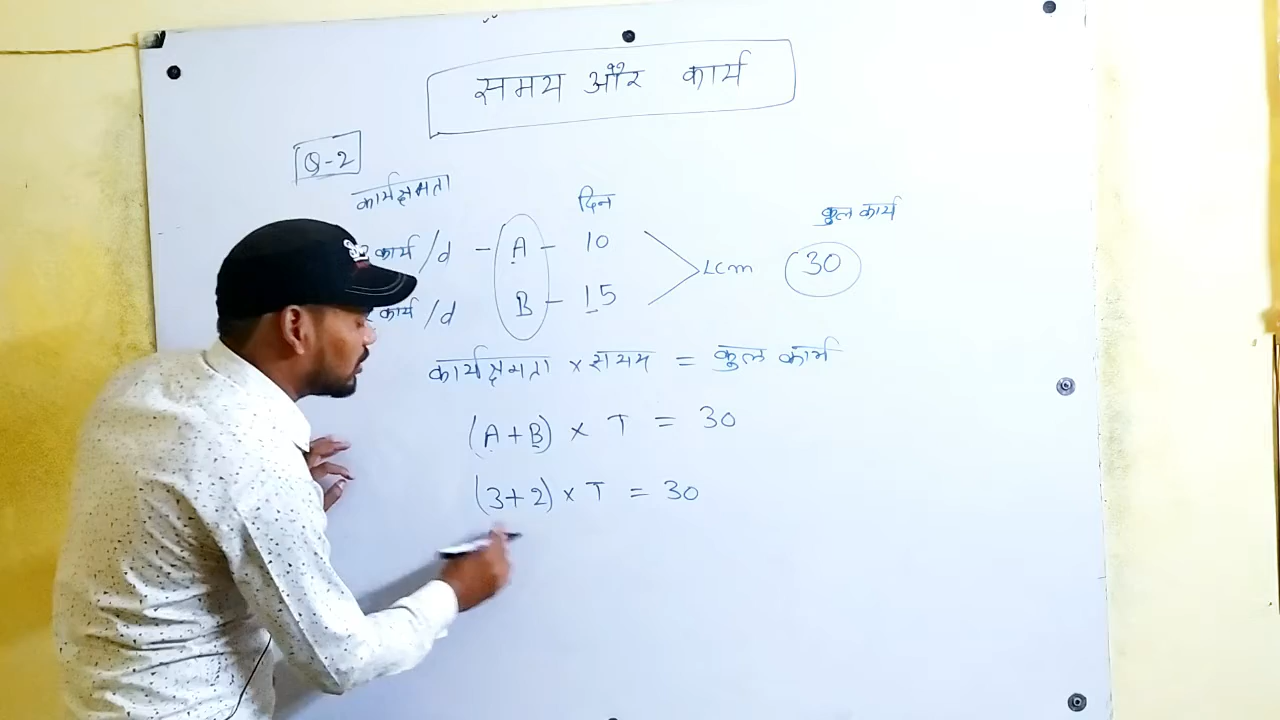 समय और कार्य
Q-2
कार्यक्षमता
दिन
कुल कार्य
कार्य/d - A - 10
30
LCM
कार्य/d B - 15
कार्यक्षमता × समय = कुल कार्य
(A+B) × T = 30
(3+2) × T = 30